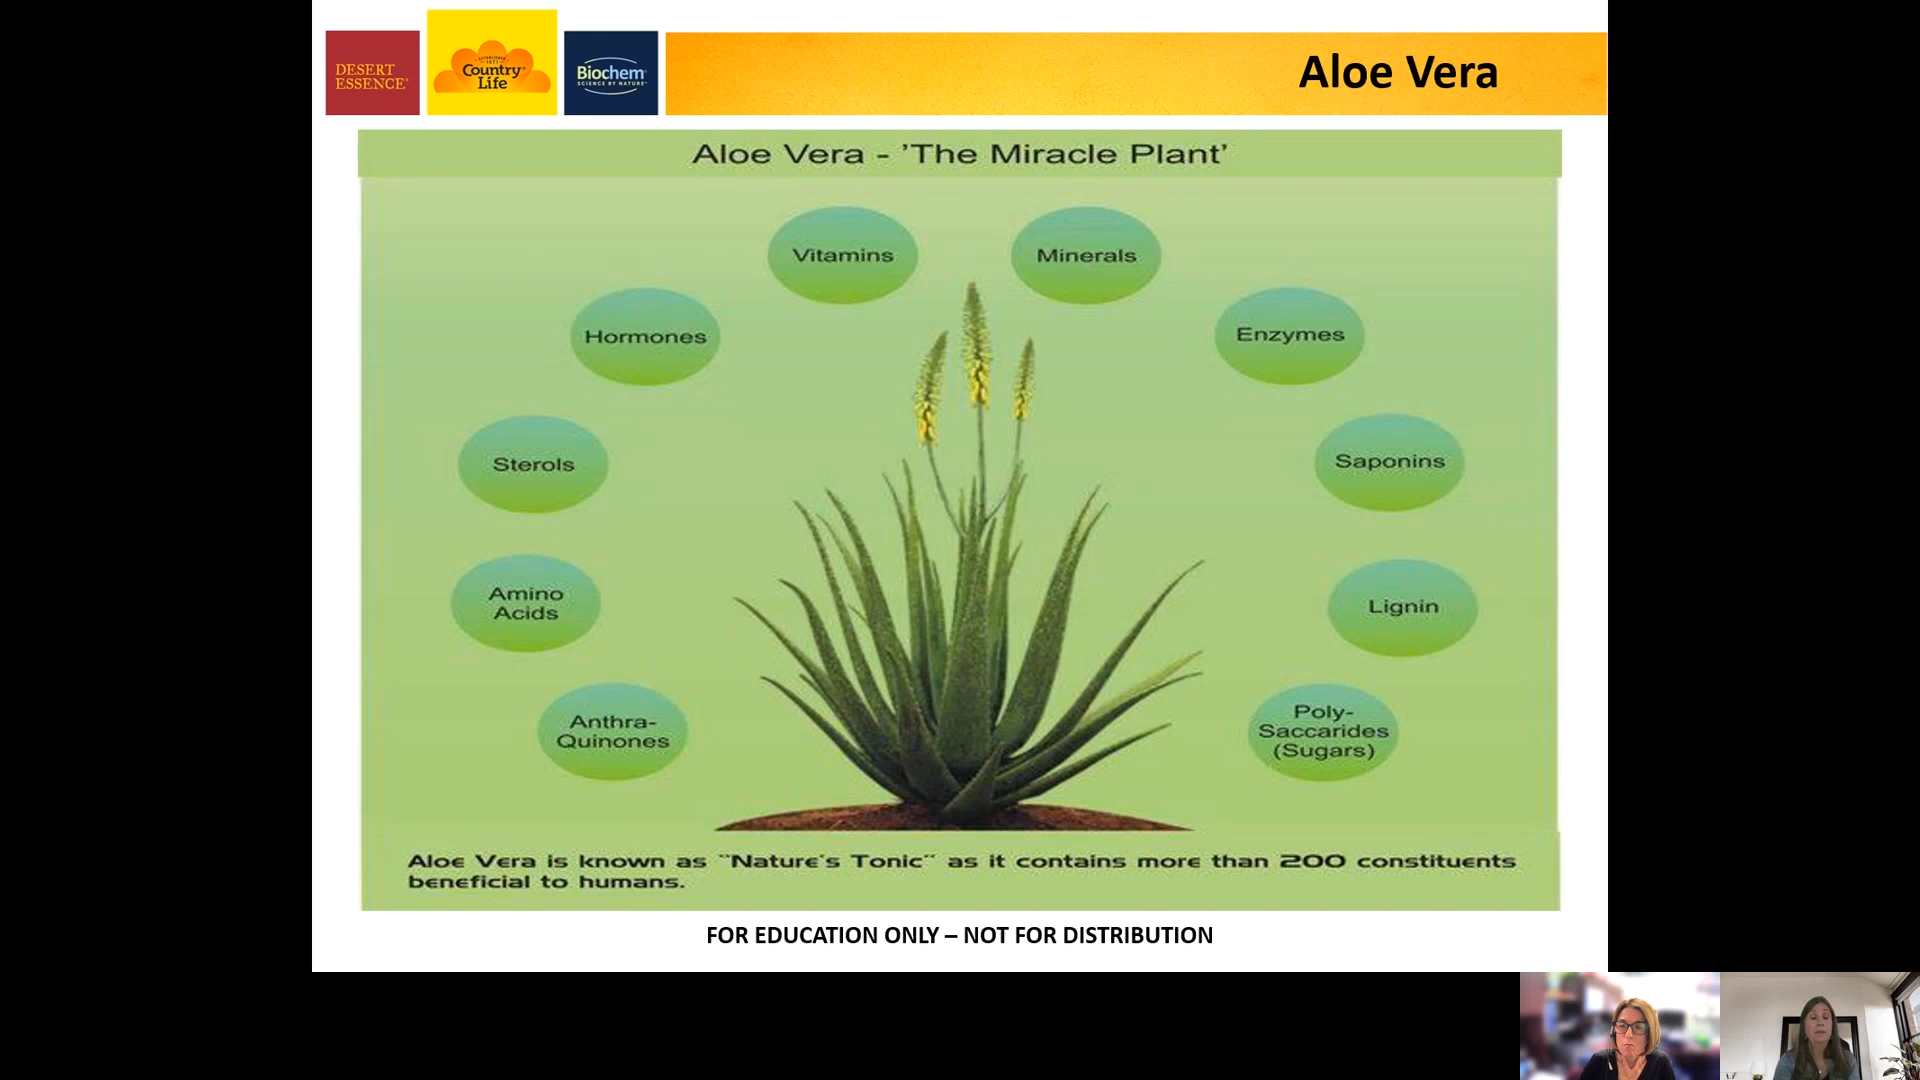 DESERT
ESSENCE
ESTABLISHED
1971
Country
Life
Biochem
SCIENCE BY NATURE
Aloe Vera
Aloe Vera - 'The Miracle Plant'
Vitamins
Minerals
Hormones
Enzymes
Sterols
Saponins
Amino
Acids
Lignin
Anthra-
Quinones
Poly-
Saccarides
(Sugars)
Aloe Vera is known as "Nature's Tonic" as it contains more than 200 constituents
beneficial to humans.
FOR EDUCATION ONLY – NOT FOR DISTRIBUTION